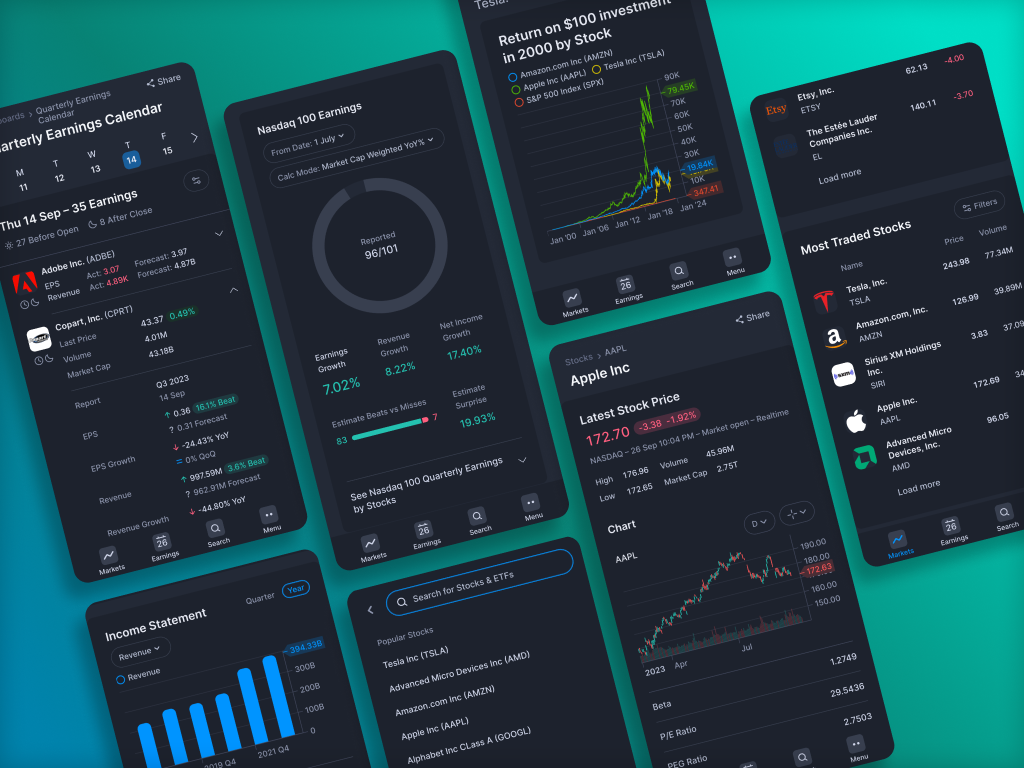 Share
Quarterly Earnings
Calendar
Earnings Calendar
M T W T F
11 12 13 14 15
Thu 14 Sep – 35 Earnings
27 Before Open 8 After Close
Adobe Inc. (ADBE)
EPS Act: 3.07 Forecast: 3.97
Revenue Act: 4.89K Forecast: 4.87B
Copart, Inc. (CPRT)
Last Price 43.37 0.49%
Volume 4.01M
Market Cap 43.18B
Report Q3 2023
14 Sep
EPS ↑ 0.36 16.1% Beat
? 0.31 Forecast
EPS Growth ↓ -24.43% YoY
= 0% QoQ
Revenue ↑ 997.59M 3.6% Beat
? 962.91M Forecast
Revenue Growth ↓ -44.80% YoY
Markets
26
Earnings
Search
Menu
Nasdaq 100 Earnings
From Date: 1 July
Calc Mode: Market Cap Weighted YoY%
Reported
96/101
Earnings
Growth
7.02%
Revenue
Growth
8.22%
Net Income
Growth
17.40%
Estimate Beats vs Misses
83 7
Estimate
Surprise
19.93%
See Nasdaq 100 Quarterly Earnings
by Stocks
Markets
26
Earnings
Search
Menu
Return on $100 investment
in 2000 by Stock
Amazon.com Inc (AMZN)
Apple Inc (AAPL) Tesla Inc (TSLA)
S&P 500 Index (SPX)
90K
79.45K
70K
60K
50K
40K
30K
19.84K
10K
347.41
Jan '00 Jan '06 Jan '12 Jan '18 Jan '24
Markets
26
Earnings
Search
Menu
Etsy
Etsy, Inc.
ETSY
62.13 -4.00
The Estée Lauder
Companies Inc.
EL
140.11 -3.70
Load more
Most Traded Stocks
Filters
Name Price Volume
Tesla, Inc.
TSLA
243.98 77.34M
Amazon.com, Inc.
AMZN
126.99 39.89M
Sirius XM Holdings
Inc.
SIRI
3.83
Apple Inc.
AAPL
172.69
Advanced Micro
Devices, Inc.
AMD
96.05
Load more
Markets
26
Earnings
Search
Share
Stocks > AAPL
Apple Inc
Latest Stock Price
172.70 -3.38 -1.92%
NASDAQ – 26 Sep 10:04 PM – Market open – Realtime
High 176.96 Volume 45.96M
Low 172.65 Market Cap 2.75T
Chart
D
AAPL
190.00
180.00
172.63
160.00
150.00
2023 Apr Jul
Beta 1.2749
P/E Ratio 29.5436
PEG Ratio 2.7503
Menu
Income Statement
Quarter Year
Revenue
Revenue
394.33B
300B
200B
100B
0
2019 Q4 2021 Q4
Search for Stocks & ETFs
Popular Stocks
Tesla Inc (TSLA)
Advanced Micro Devices Inc (AMD)
Amazon.com Inc (AMZN)
Apple Inc (AAPL)
Alphabet Inc CLass A (GOOGL)